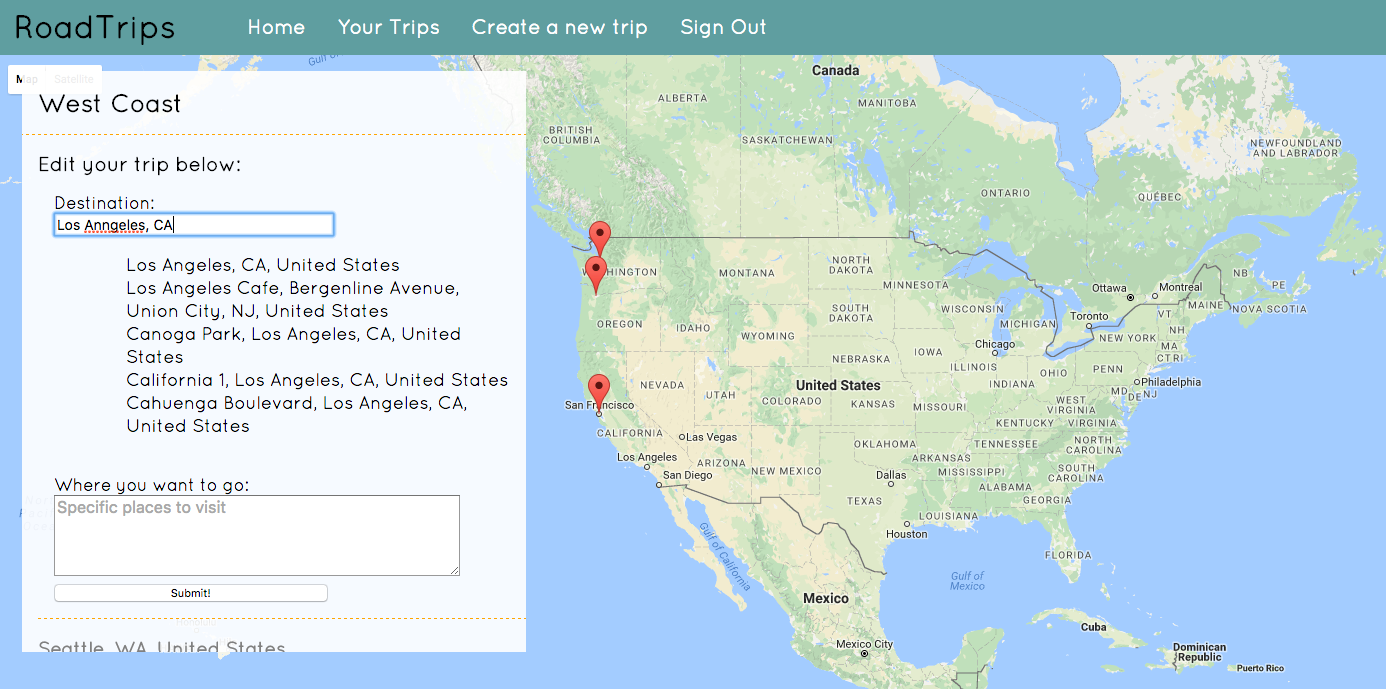 RoadTrips
Home Your Trips Create a new trip Sign Out
Map Satellite
West Coast
Edit your trip below:
Destination:
Los Anngeles, CA
Los Angeles, CA, United States
Los Angeles Cafe, Bergenline Avenue,
Union City, NJ, United States
Canoga Park, Los Angeles, CA, United
States
California 1, Los Angeles, CA, United States
Cahuenga Boulevard, Los Angeles, CA,
United States
Where you want to go:
Specific places to visit
Submit!
Seattle, WA, United States
Canada
ALBERTA
MANITOBA
BRITISH
COLUMBIA
SASKATCHEWAN
NEWFOUNDLAND
AND LABRADOR
ONTARIO
QUÉBEC
WASHINGTON
MONTANA
NORTH
DAKOTA
MINNESOTA
Ottawa
Montreal
NB
PE
MAINE
NOVA SCOTIA
OREGON
IDAHO
SOUTH
DAKOTA
WISCONSIN
MICHIGAN
Toronto
VT
NH
WYOMING
NEW YORK
MA
CT RI
Chicago
IOWA
NEBRASKA
ILLINOIS
INDIANA
OHIO
PENN
Philadelphia
NEVADA
UTAH
United States
COLORADO
KANSAS
MISSOURI
WEST
VIRGINIA
MD
DE
NJ
San Francisco
CALIFORNIA
Las Vegas
KENTUCKY
VIRGINIA
OKLAHOMA
TENNESSEE
NORTH
CAROLINA
Los Angeles
ARIZONA
NEW MEXICO
ARKANSAS
MISSISSIPPI
SOUTH
CAROLINA
San Diego
Dallas
ALABAMA
GEORGIA
TEXAS
LOUISIANA
Houston
FLORIDA
Gulf of
California
Gulf of
Mexico
Mexico
Cuba
Mexico City
Dominican
Republic
Puerto Rico